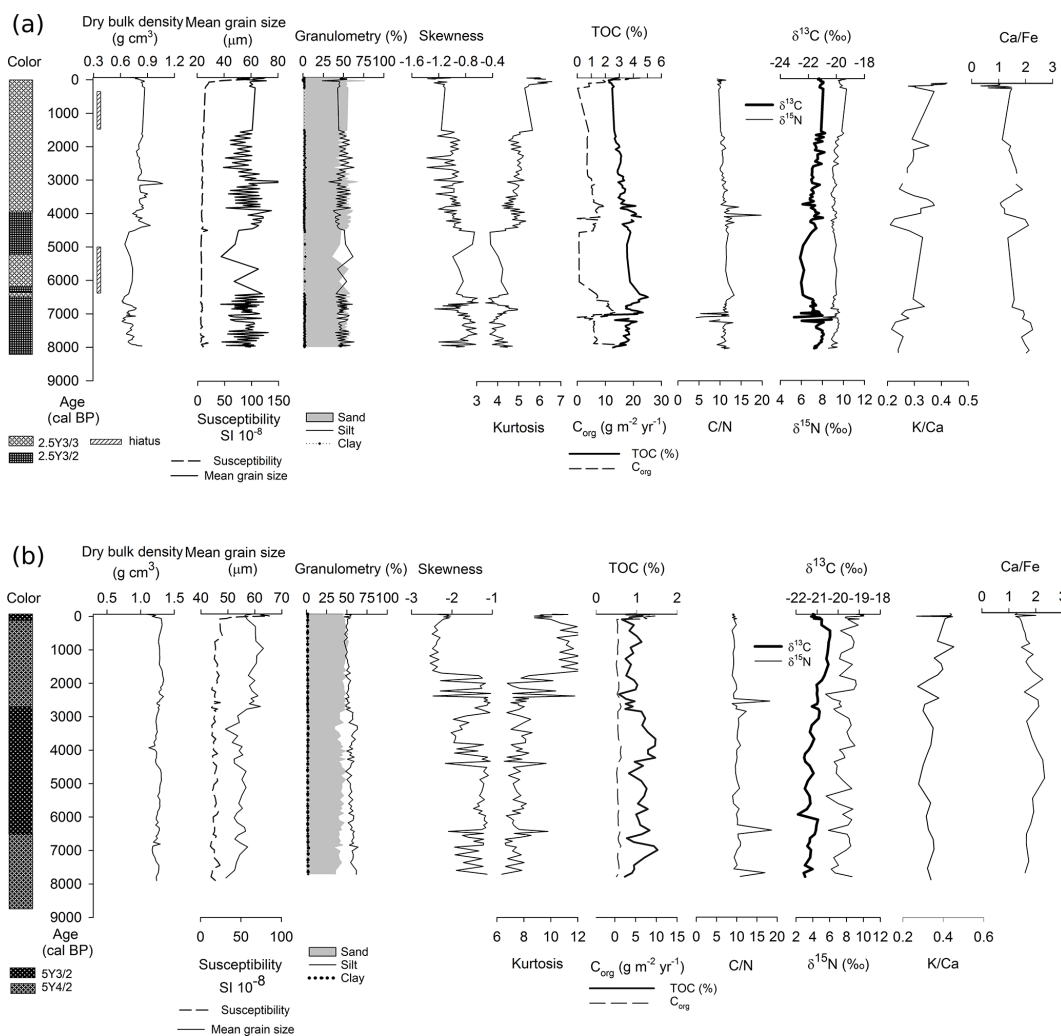 (a)
Dry bulk density Mean grain size
(g cm3) (μm) Granulometry (%) Skewness TOC (%) δ13C (‰) Ca/Fe
Color
0.3 0.6 0.9 1.2 20 40 60 80 0 25 50 75 100 -1.6 -1.2 -0.8 -0.4 0 1 2 3 4 5 6 -24 -22 -20 -18 0 1 2 3
0
1000
2000
3000
4000
5000
6000
7000
8000
9000
δ13C
δ15N
Age
(cal BP)
0 50 100 150
3 4 5 6 7 0 10 20 30 0 5 10 15 20 4 6 8 10 12 0.2 0.3 0.4 0.5 0.1 0.2
Susceptibility
SI 10-8
Kurtosis Corg (g m-2 yr-1) C/N δ15N (‰) K/Ca
2.5Y3/3 hiatus
2.5Y3/2
Susceptibility
Mean grain size
Sand
Silt
Clay
TOC (%)
Corg
(b)
Dry bulk density Mean grain size
(g cm3) (μm) Granulometry (%) Skewness TOC (%) δ13C (‰) Ca/Fe
Color
0.5 1.0 1.5 40 50 60 70 0 25 50 75 100 -3 -2 -1 0 1 2 -22 -21 -20 -19 -18 0 1 2
0
1000
2000
3000
4000
5000
6000
7000
8000
9000
δ13C
δ15N
Age
(cal BP)
0 50 100
6 8 10 12 0 5 10 15 0 5 10 15 20 2 4 6 8 10 12 0.2 0.4 0.6
Susceptibility
SI 10-8
Kurtosis Corg (g m-2 yr-1) C/N δ15N (‰) K/Ca
5Y3/2
5Y4/2
Susceptibility
Mean grain size
Sand
Silt
Clay
TOC (%)
Corg